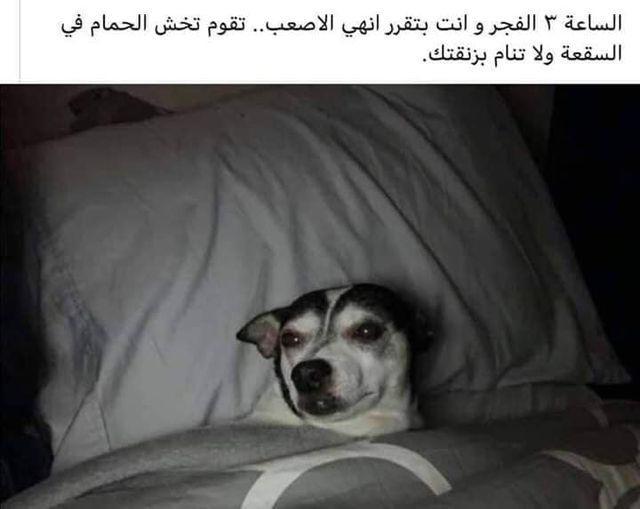 الساعة ٣ الفجر و انت بتقرر انهي الاصعب.. تقوم تخش الحمام في
السقعة ولا تنام بزنقتك.